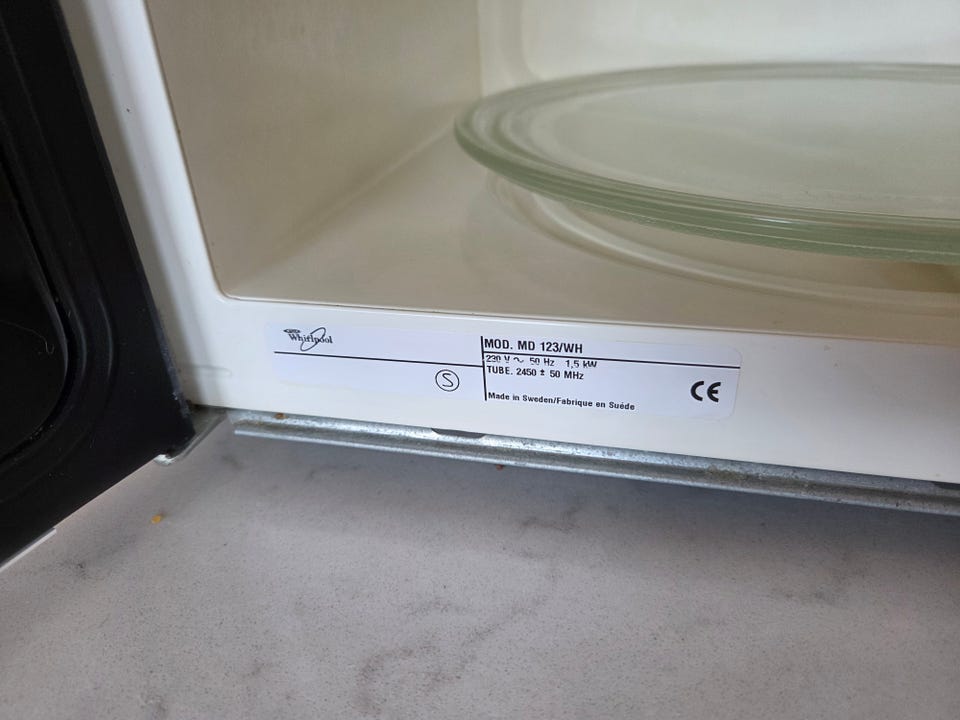 Whirlpool
MOD. MD 123/WH
230 V ~ 50 Hz 1,5 kW
TUBE. 2450 ± 50 MHz
S
Made in Sweden/Fabrique en Suéde
CE